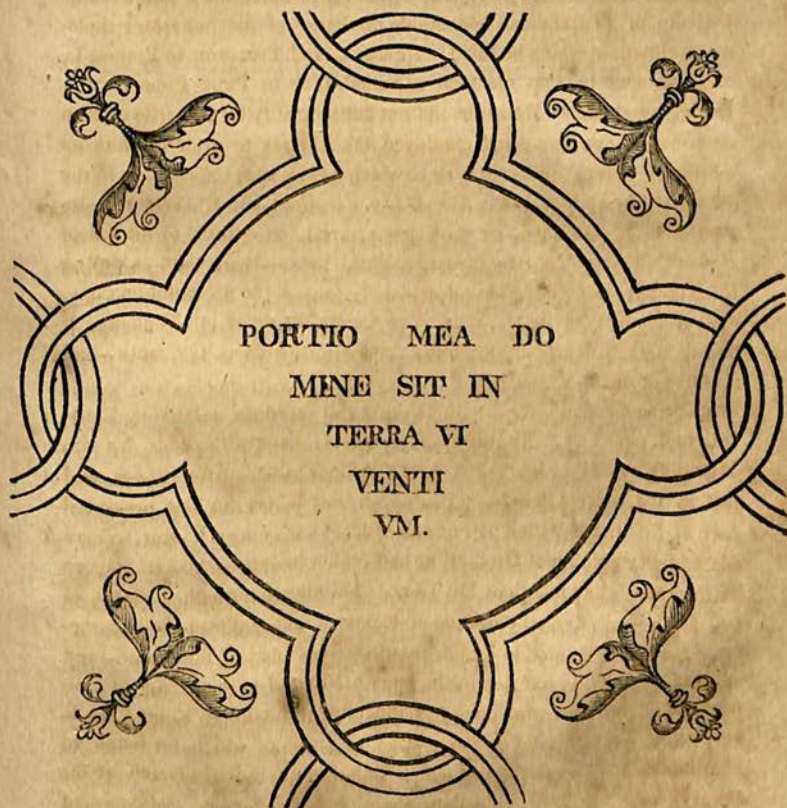 PORTIO MEA DO
MINE SIT IN
TERRA VI
VENTI
VM.